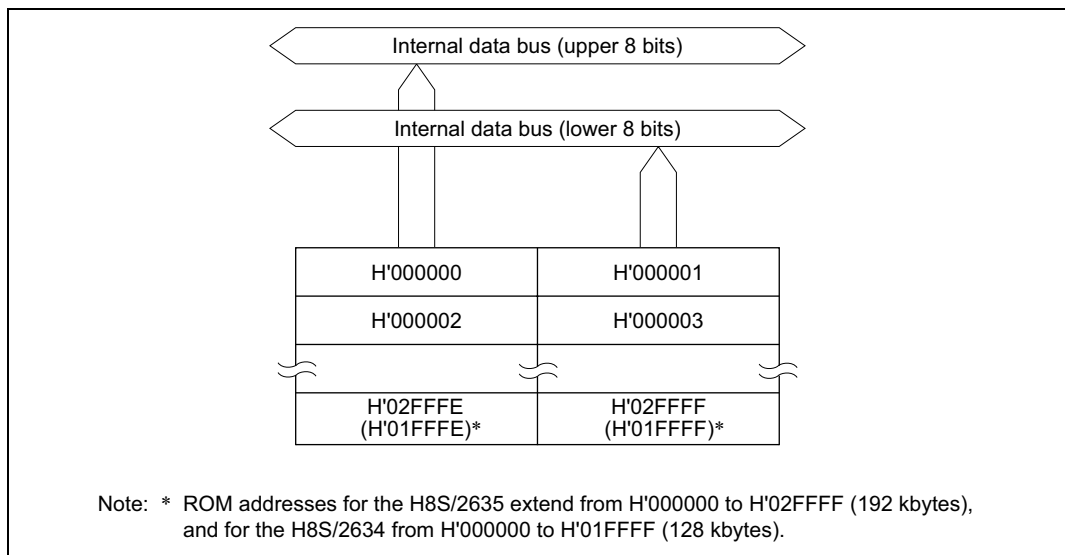 Internal data bus (upper 8 bits)
Internal data bus (lower 8 bits)
H'000000 H'000001
H'000002 H'000003
H'02FFFE H'02FFFF
(H'01FFFE)* (H'01FFFF)*
Note: * ROM addresses for the H8S/2635 extend from H'000000 to H'02FFFF (192 kbytes),
and for the H8S/2634 from H'000000 to H'01FFFF (128 kbytes).